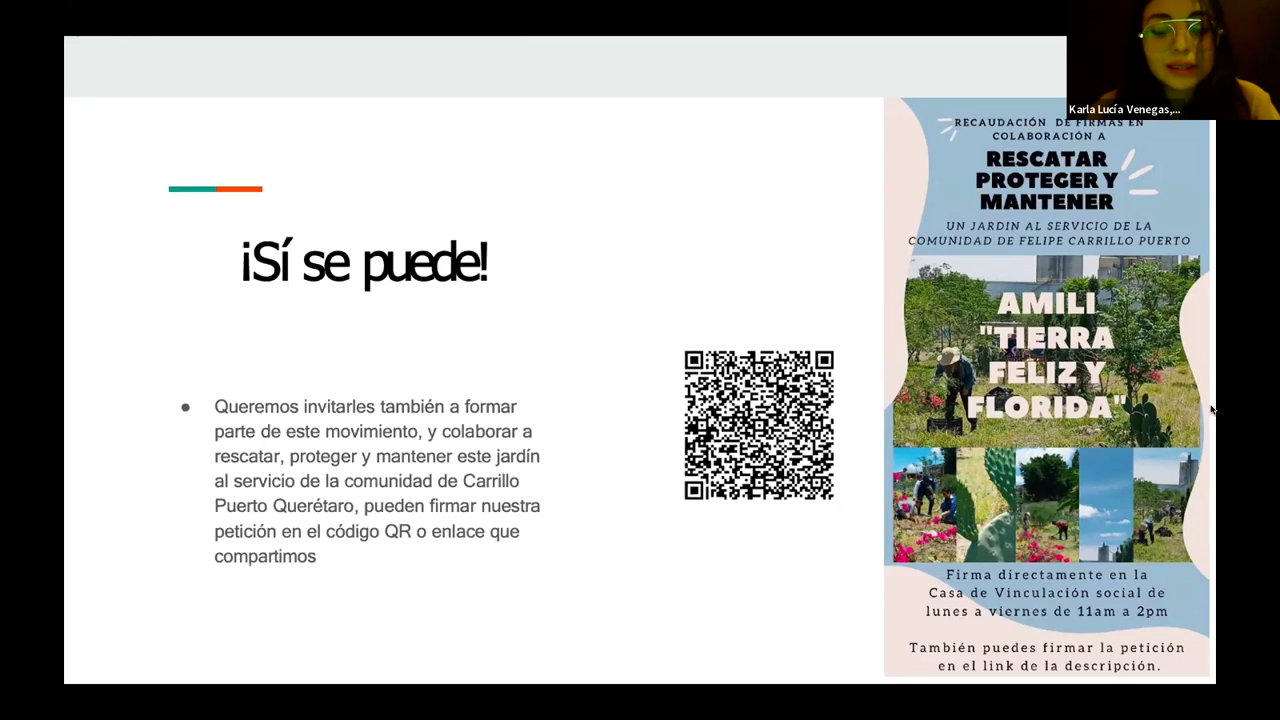 Karla Lucía Venegas,...
¡Sí se puede!
Queremos invitarles también a formar
parte de este movimiento, y colaborar a
rescatar, proteger y mantener este jardín
al servicio de la comunidad de Carrillo
Puerto Querétaro, pueden firmar nuestra
petición en el código QR o enlace que
compartimos
RECAUDACIÓN DE FIRMAS EN
COLABORACIÓN A
RESCATAR
PROTEGER Y
MANTENER
UN JARDIN AL SERVICIO DE LA
COMUNIDAD DE FELIPE CARRILLO PUERTO
AMILI
"TIERRA
FELIZ Y
FLORIDA"
Firma directamente en la
Casa de Vinculación social de
lunes a viernes de 11am a 2pm
También puedes firmar la petición
en el link de la descripción.